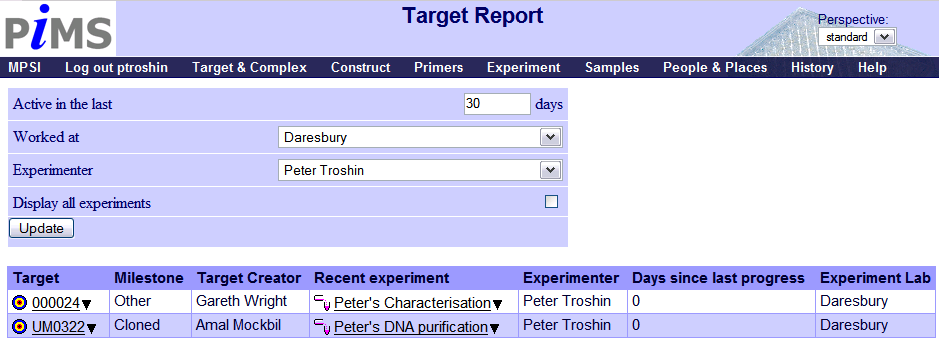 PiMS
Target Report
Perspective:
standard
MPSI Log out ptroshin Target & Complex Construct Primers Experiment Samples People & Places History Help
Active in the last 30 days
Worked at Daresbury
Experimenter Peter Troshin
Display all experiments
Update
Target Milestone Target Creator Recent experiment Experimenter Days since last progress Experiment Lab
000024 Other Gareth Wright Peter's Characterisation Peter Troshin 0 Daresbury
UM0322 Cloned Amal Mockbil Peter's DNA purification Peter Troshin 0 Daresbury